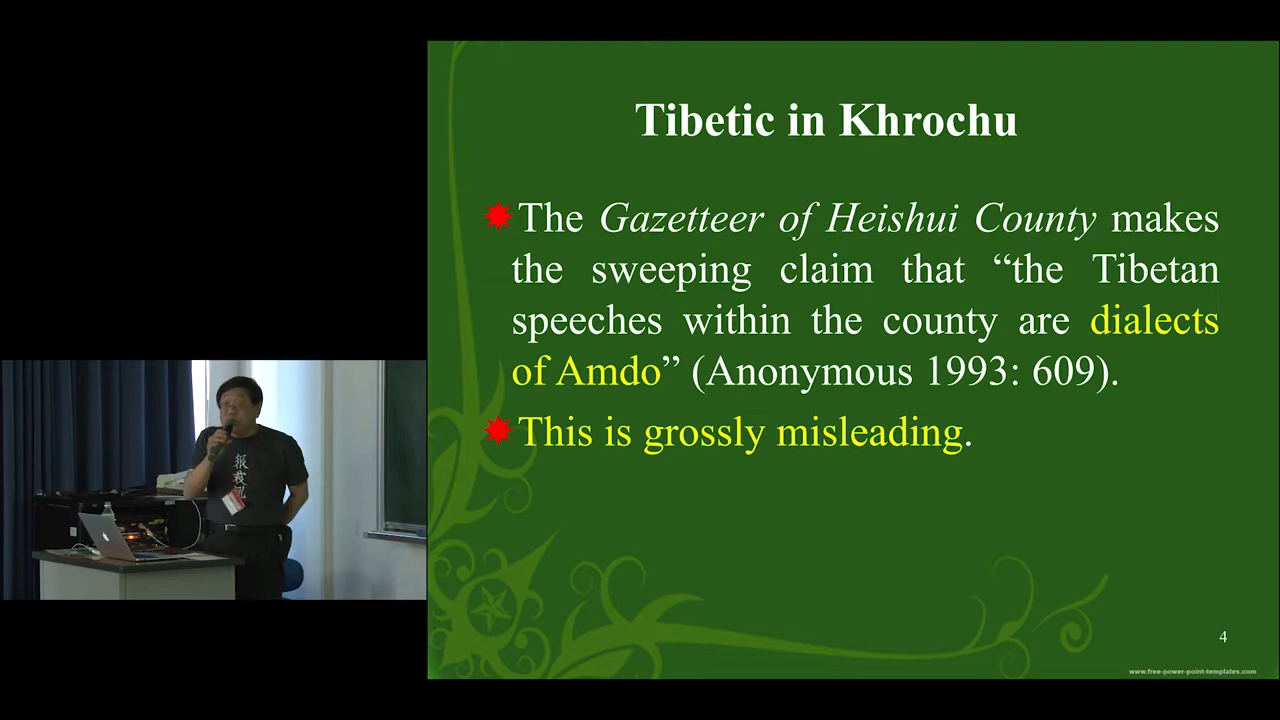 Tibetic in Khrochu
The Gazetteer of Heishui County makes
the sweeping claim that “the Tibetan
speeches within the county are dialects
of Amdo” (Anonymous 1993: 609).
This is grossly misleading.
4
www.free-power-point-templates.com